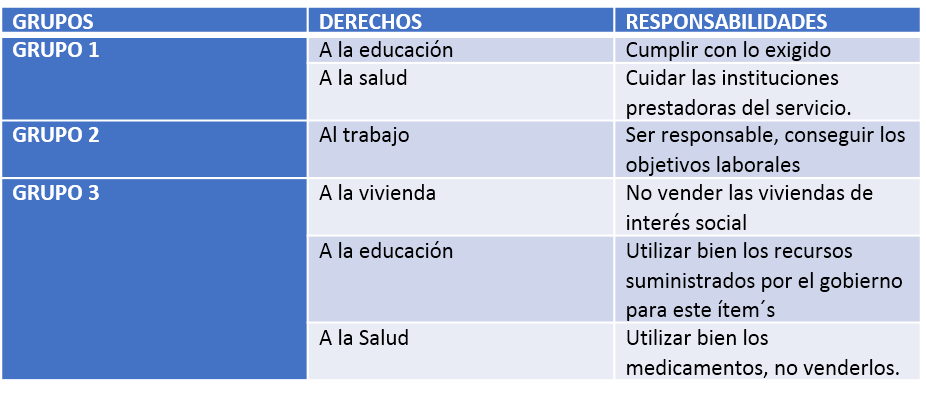 GRUPOS DERECHOS RESPONSABILIDADES
GRUPO 1 A la educación Cumplir con lo exigido
A la salud Cuidar las instituciones
prestadoras del servicio.
GRUPO 2 Al trabajo Ser responsable, conseguir los
objetivos laborales
GRUPO 3 A la vivienda No vender las viviendas de
interés social
A la educación Utilizar bien los recursos
suministrados por el gobierno
para este ítem´s
A la Salud Utilizar bien los
medicamentos, no venderlos.